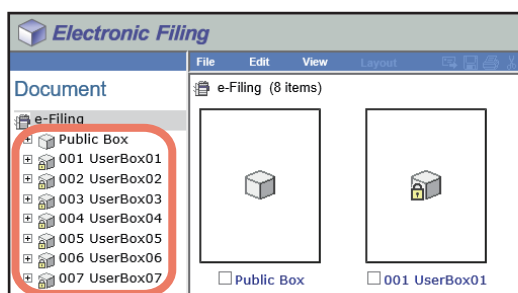 Electronic Filing
File Edit View Layout
Document
e-Filing (8 items)
e-Filing
Public Box
001 UserBox01
002 UserBox02
003 UserBox03
004 UserBox04
005 UserBox05
006 UserBox06
007 UserBox07
Public Box
001 UserBox01